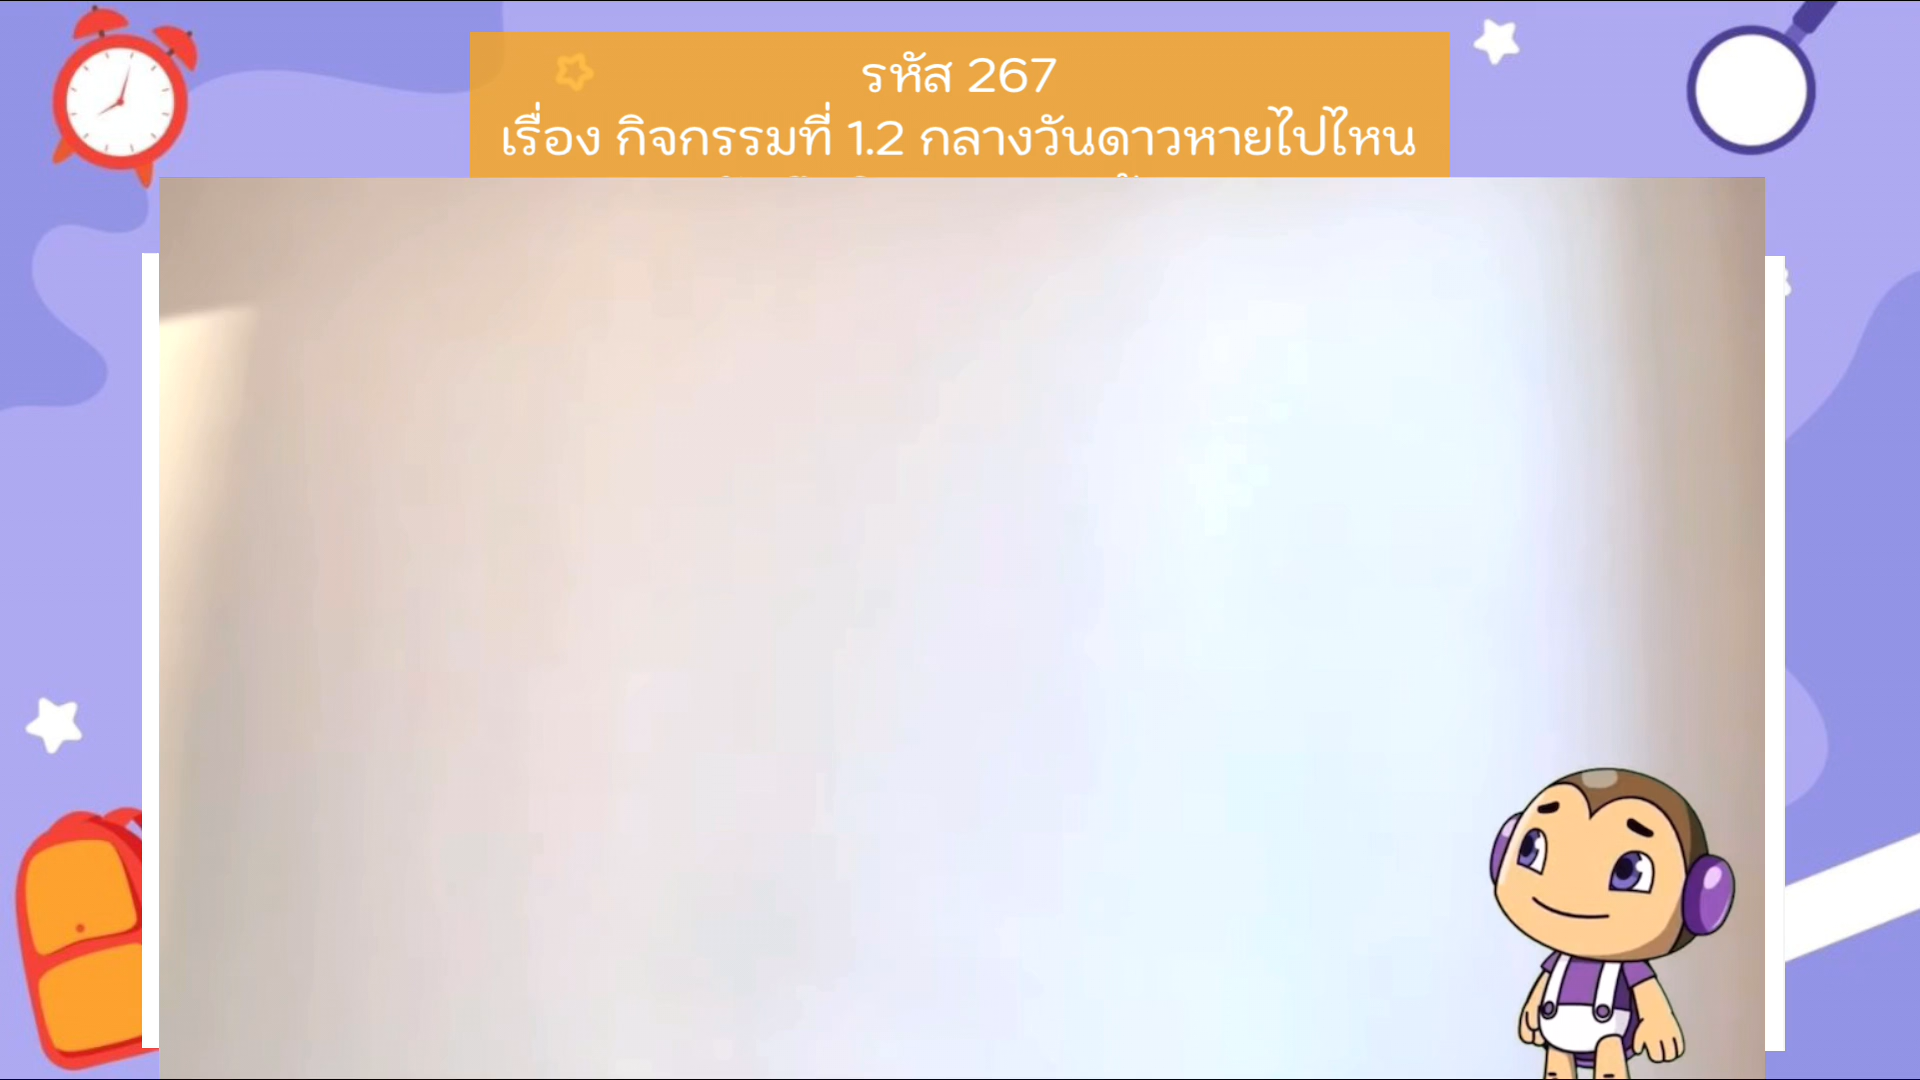 รหัส 267
เรื่อง กิจกรรมที่ 1.2 กลางวันดาวหายไปไหน